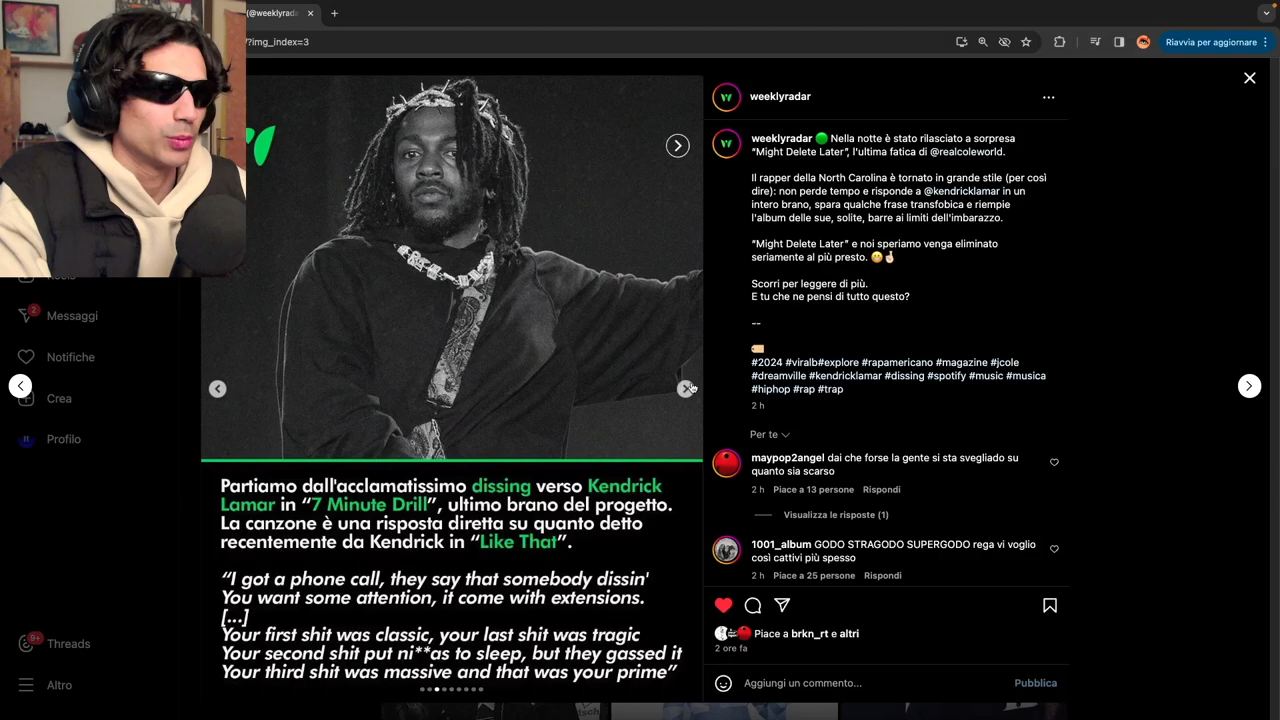 (@weeklyrada
?img_index=3
Riavvia per aggiornare
weeklyradar
weeklyradar 🟢 Nella notte è stato rilasciato a sorpresa
"Might Delete Later", l'ultima fatica di @realcoleworld.
Il rapper della North Carolina è tornato in grande stile (per così
dire): non perde tempo e risponde a @kendricklamar in un
intero brano, spara qualche frase transfobica e riempie
l'album delle sue, solite, barre ai limiti dell'imbarazzo.
"Might Delete Later" e noi speriamo venga eliminato
seriamente al più presto. 😬🤞🏻
Scorri per leggere di più.
E tu che ne pensi di tutto questo?
--
🏷️
#2024 #viralb#explore #rapamericano #magazine #jcole
#dreamville #kendricklamar #dissing #spotify #music #musica
#hiphop #rap #trap
2 h
Per te
maypop2angel dai che forse la gente si sta svegliado su
quanto sia scarso
2 h Piace a 13 persone Rispondi
Visualizza le risposte (1)
1001_album GODO STRAGODO SUPERGODO rega vi voglio
così cattivi più spesso
2 h Piace a 25 persone Rispondi
Piace a brkn_rt e altri
2 ore fa
Aggiungi un commento...
Pubblica
2
Messaggi
Notifiche
Crea
Profilo
9+
Threads
Altro
Partiamo dall'acclamatissimo dissing verso Kendrick
Lamar in "7 Minute Drill", ultimo brano del progetto.
La canzone è una risposta diretta su quanto detto
recentemente da Kendrick in "Like That".
"I got a phone call, they say that somebody dissin'
You want some attention, it come with extensions.
[...]
Your first shit was classic, your last shit was tragic
Your second shit put ni**as to sleep, but they gassed it
Your third shit was massive and that was your prime"